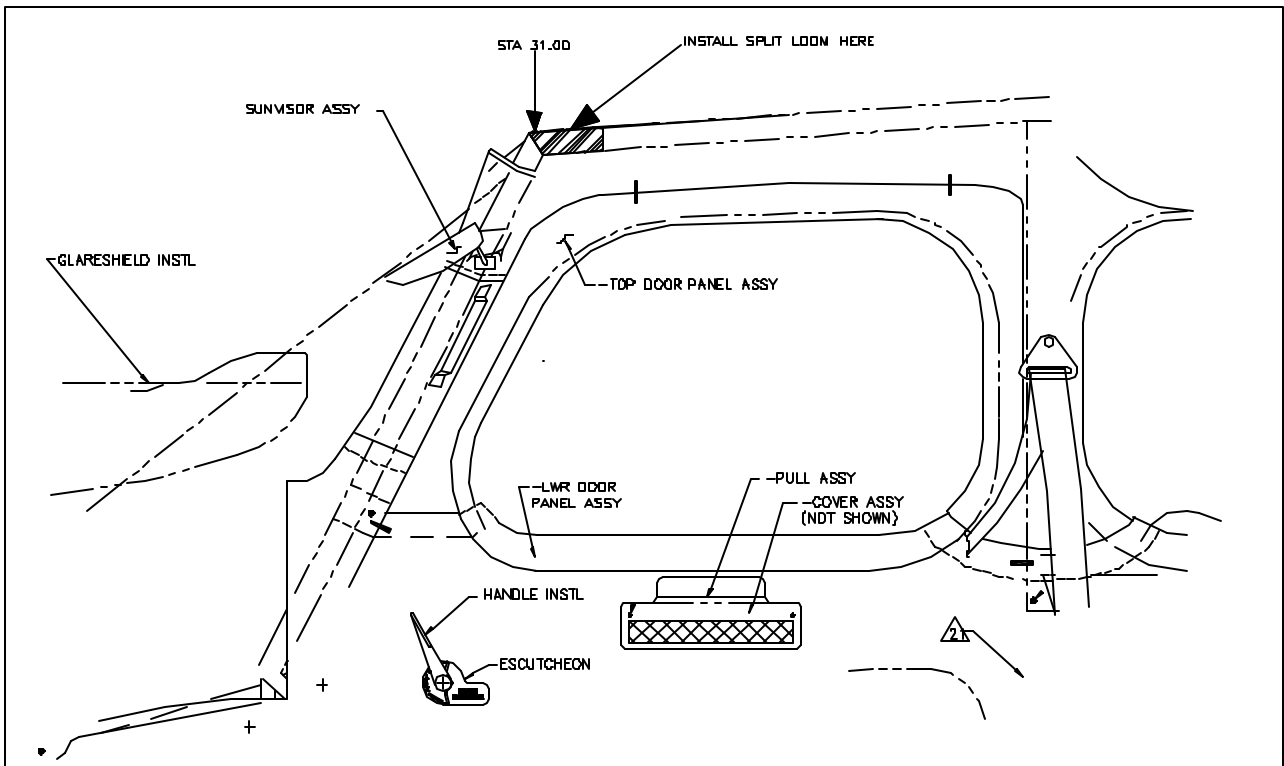 STA 31.00
INSTALL SPLIT LOOM HERE
SUNVISOR ASSY
GLARESHIELD INSTL
TOP DOOR PANEL ASSY
LWR DOOR
PANEL ASSY
PULL ASSY
COVER ASSY
(NOT SHOWN)
HANDLE INSTL
ESCUTCHEON
21